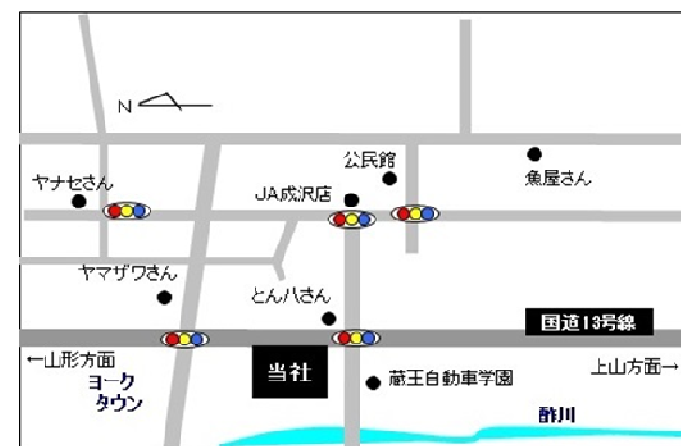 N
公民館
ヤナセさん
JA成沢店
魚屋さん
ヤマザワさん
とん八さん
国道13号線
←山形方面
上山方面→
ヨーク
タウン
当社
蔵王自動車学園
酢川